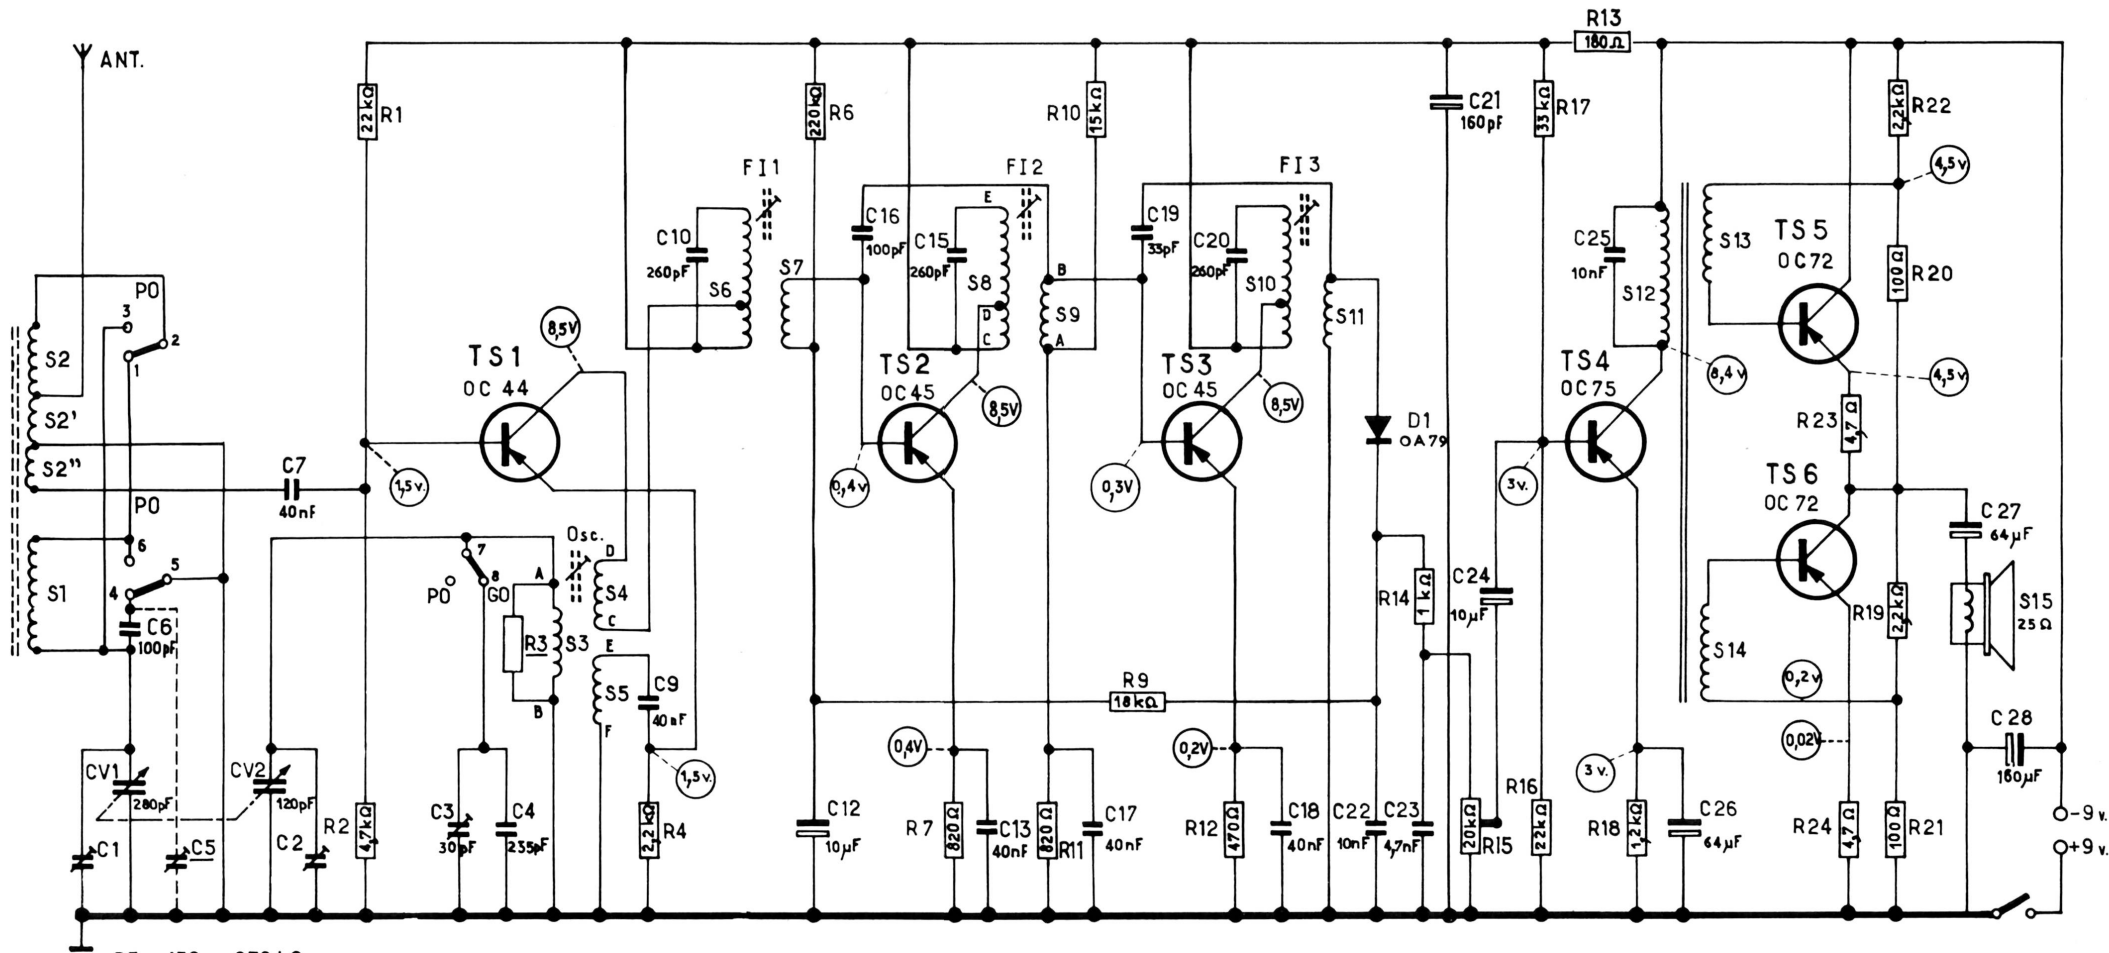 ANT.
R13
180Ω
22kΩ
R1
220kΩ
R6
R10
15kΩ
C21
160pF
33kΩ
R17
2,2kΩ
R22
4,5v
FI1
FI2
FI3
C10
260pF
S6
S7
C16
100pF
C15
260pF
E
S8
D
C
B
S9
A
C19
33pF
C20
260pF
S10
S11
C25
10nF
S12
S13
TS5
OC72
100Ω
R20
PO
3
2
1
S2
S2'
S2"
8,5V
TS1
OC 44
TS2
OC45
8,5V
TS3
OC45
8,5V
D1
OA79
TS4
OC75
8,4v
4,5v
R23
4,7Ω
C7
40nF
1,5v.
0,4v
0,3V
3v.
TS6
OC72
C27
64µF
PO
6
5
4
S1
C6
100pF
7
8
PO
GO
Osc.
A
D
S4
C
R3
S3
B
E
S5
F
C9
40nF
R14
1kΩ
C24
10µF
R19
2,2kΩ
S15
25Ω
S14
0,2v
R9
18kΩ
CV1
280pF
CV2
120pF
1,5v.
0,4V
0,2V
3v.
0,02V
C28
160µF
C1
C5
C2
R2
4,7kΩ
C3
30pF
C4
235pF
2,2kΩ
R4
C12
10µF
R7
820Ω
C13
40nF
820Ω
R11
C17
40nF
R12
470Ω
C18
40nF
C22
10nF
C23
4,7nF
20kΩ
R15
R16
22kΩ
R18
1,2kΩ
C26
64µF
R24
4,7Ω
100Ω
R21
-9v.
+9v.